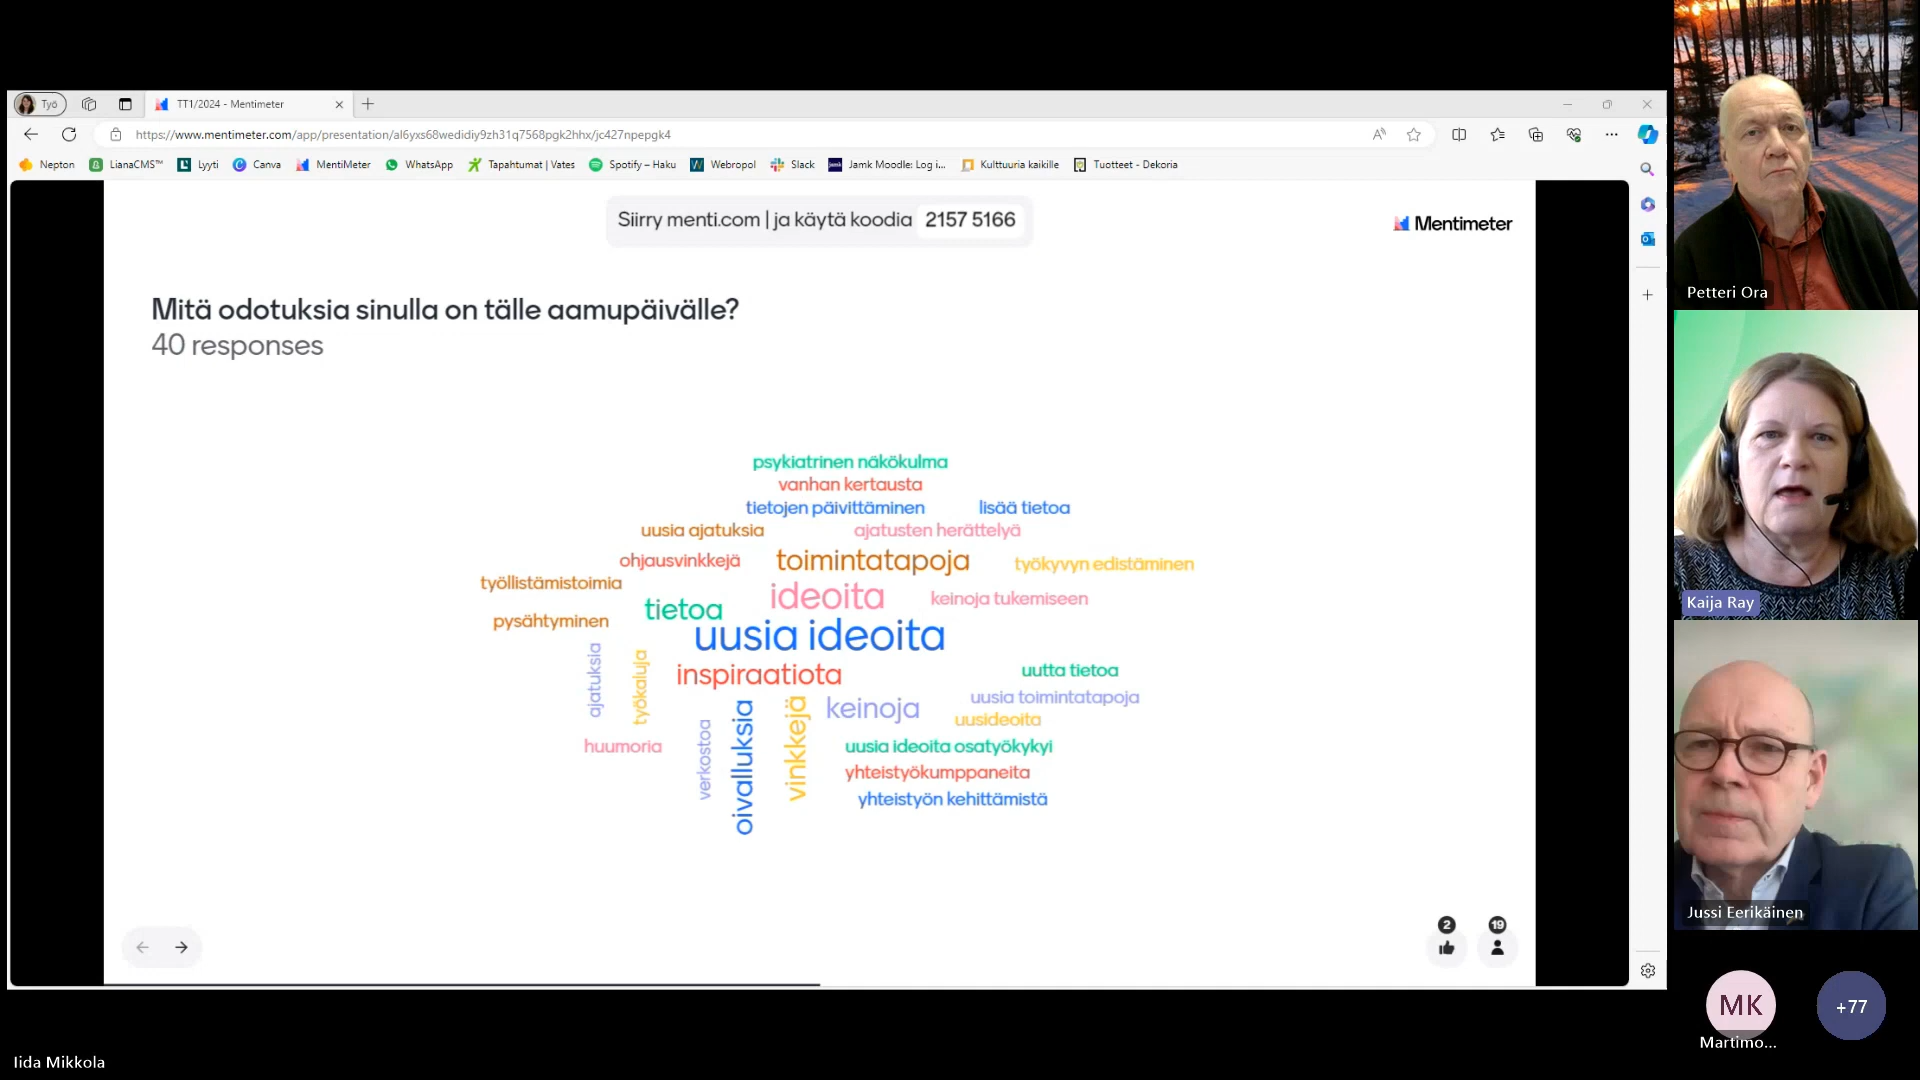 Työ
TT1/2024 - Mentimeter
https://www.mentimeter.com/app/presentation/al6yxs68wedidiy9zh31q7568pgk2hhx/jc427npepgk4
Nepton
LianaCMS™
Lyyti
Canva
MentiMeter
WhatsApp
Tapahtumat | Vates
Spotify – Haku
Webropol
Slack
Jamk Moodle: Log i...
Kulttuuria kaikille
Tuotteet - Dekoria
Siirry menti.com | ja käytä koodia 2157 5166
Mentimeter
Mitä odotuksia sinulla on tälle aamupäivälle?
40 responses
psykiatrinen näkökulma
vanhan kertausta
tietojen päivittäminen
lisää tietoa
uusia ajatuksia
ajatusten herättelyä
ohjausvinkkejä
toimintatapoja
työkyvyn edistäminen
työllistämistoimia
ideoita
keinoja tukemiseen
tietoa
pysähtyminen
uusia ideoita
ajatuksia
työkaluja
inspiraatiota
uutta tietoa
uusia toimintatapoja
keinoja
uusideoita
huumoria
verkostoa
oivalluksia
vinkkejä
uusia ideoita osatyökykyi
yhteistyökumppaneita
yhteistyön kehittämistä
2
19
Petteri Ora
Kaija Ray
Jussi Eerikäinen
MK
+77
Martimo...
Iida Mikkola